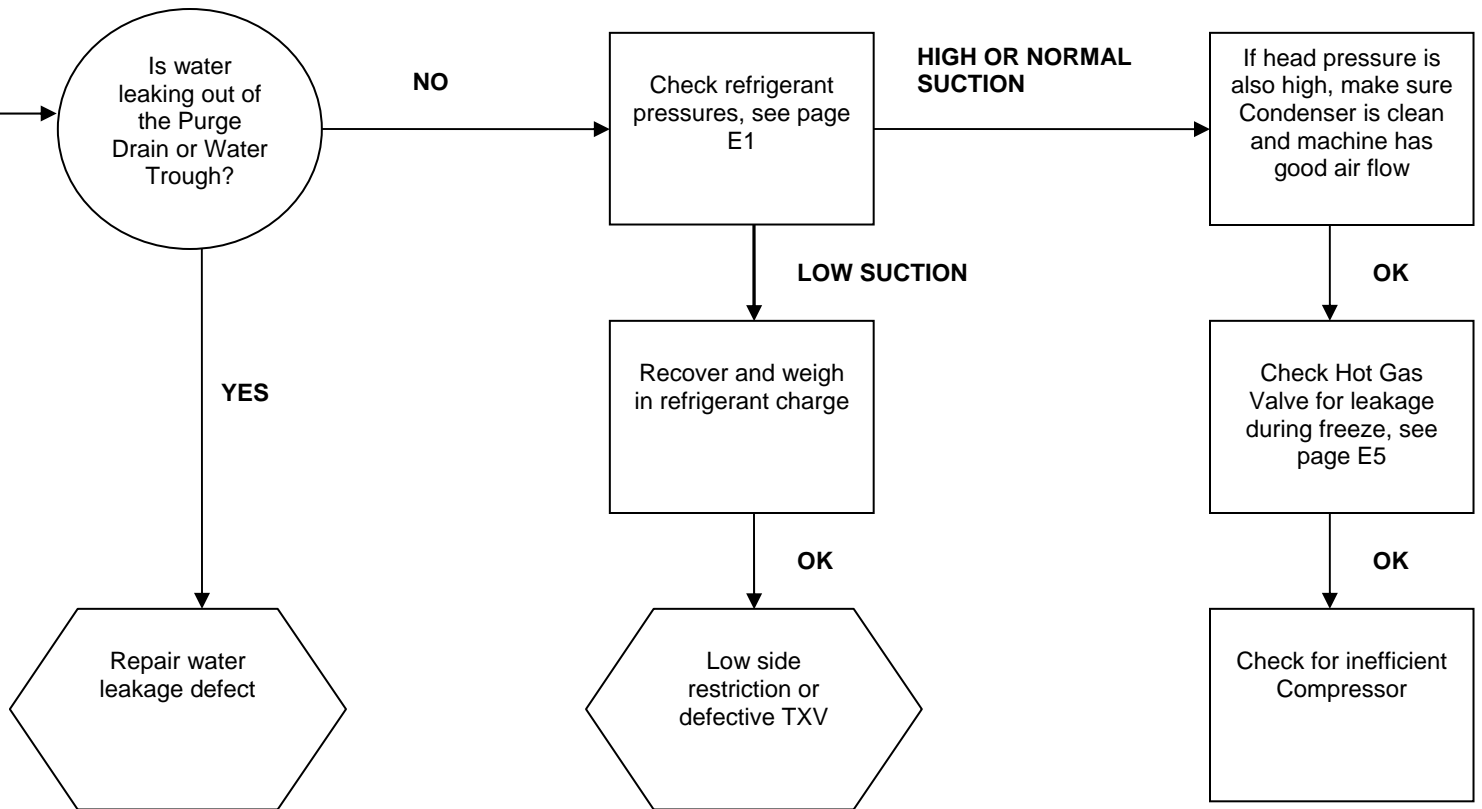 Is water
leaking out of
the Purge
Drain or Water
Trough?
NO
Check refrigerant
pressures, see page
E1
HIGH OR NORMAL
SUCTION
If head pressure is
also high, make sure
Condenser is clean
and machine has
good air flow
LOW SUCTION
OK
YES
Recover and weigh
in refrigerant charge
Check Hot Gas
Valve for leakage
during freeze, see
page E5
OK
OK
Repair water
leakage defect
Low side
restriction or
defective TXV
Check for inefficient
Compressor